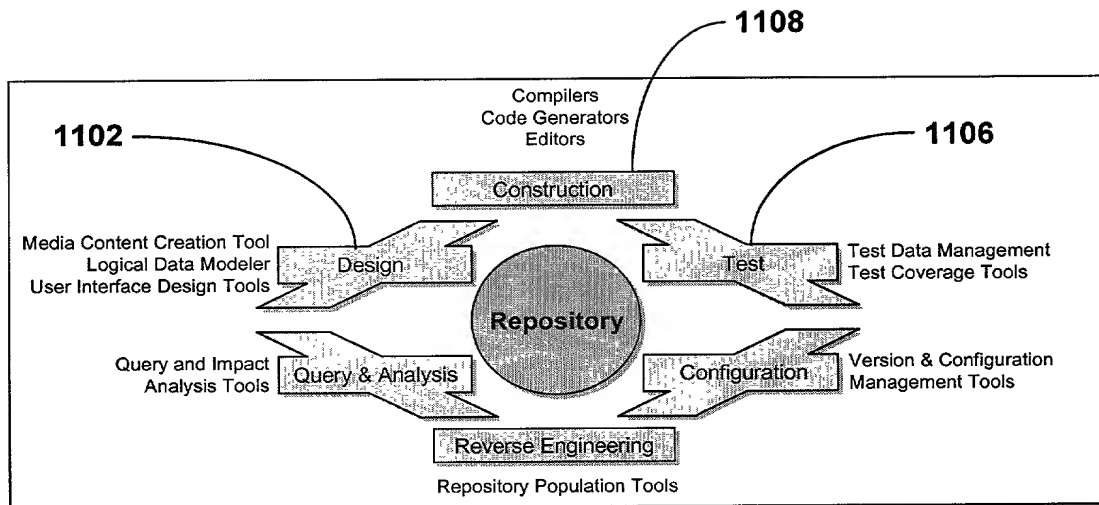 1108
Compilers
Code Generators
Editors
1102
1106
Construction
Media Content Creation Tool
Logical Data Modeler
User Interface Design Tools
Design
Test
Test Data Management
Test Coverage Tools
Repository
Query and Impact
Analysis Tools
Query & Analysis
Configuration
Version & Configuration
Management Tools
Reverse Engineering
Repository Population Tools